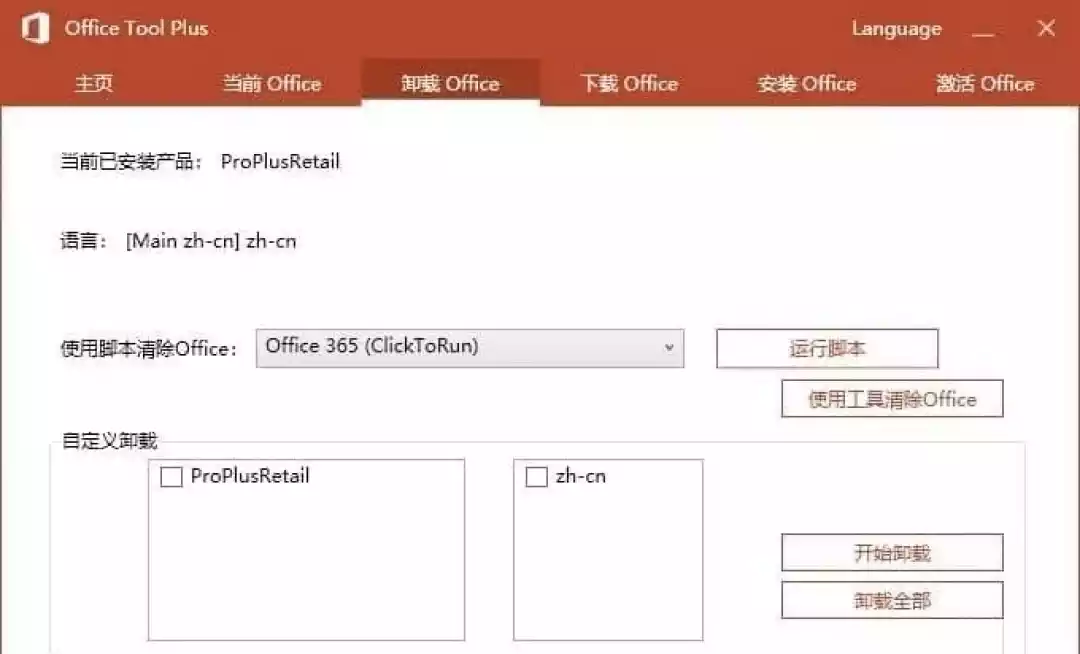 Office Tool Plus Language
主页 当前 Office 卸载 Office 下载 Office 安装 Office 激活 Office
当前已安装产品： ProPlusRetail
语言： [Main zh-cn] zh-cn
使用脚本清除Office： Office 365 (ClickToRun) 运行脚本
使用工具清除Office
自定义卸载
ProPlusRetail zh-cn
开始卸载
卸载全部